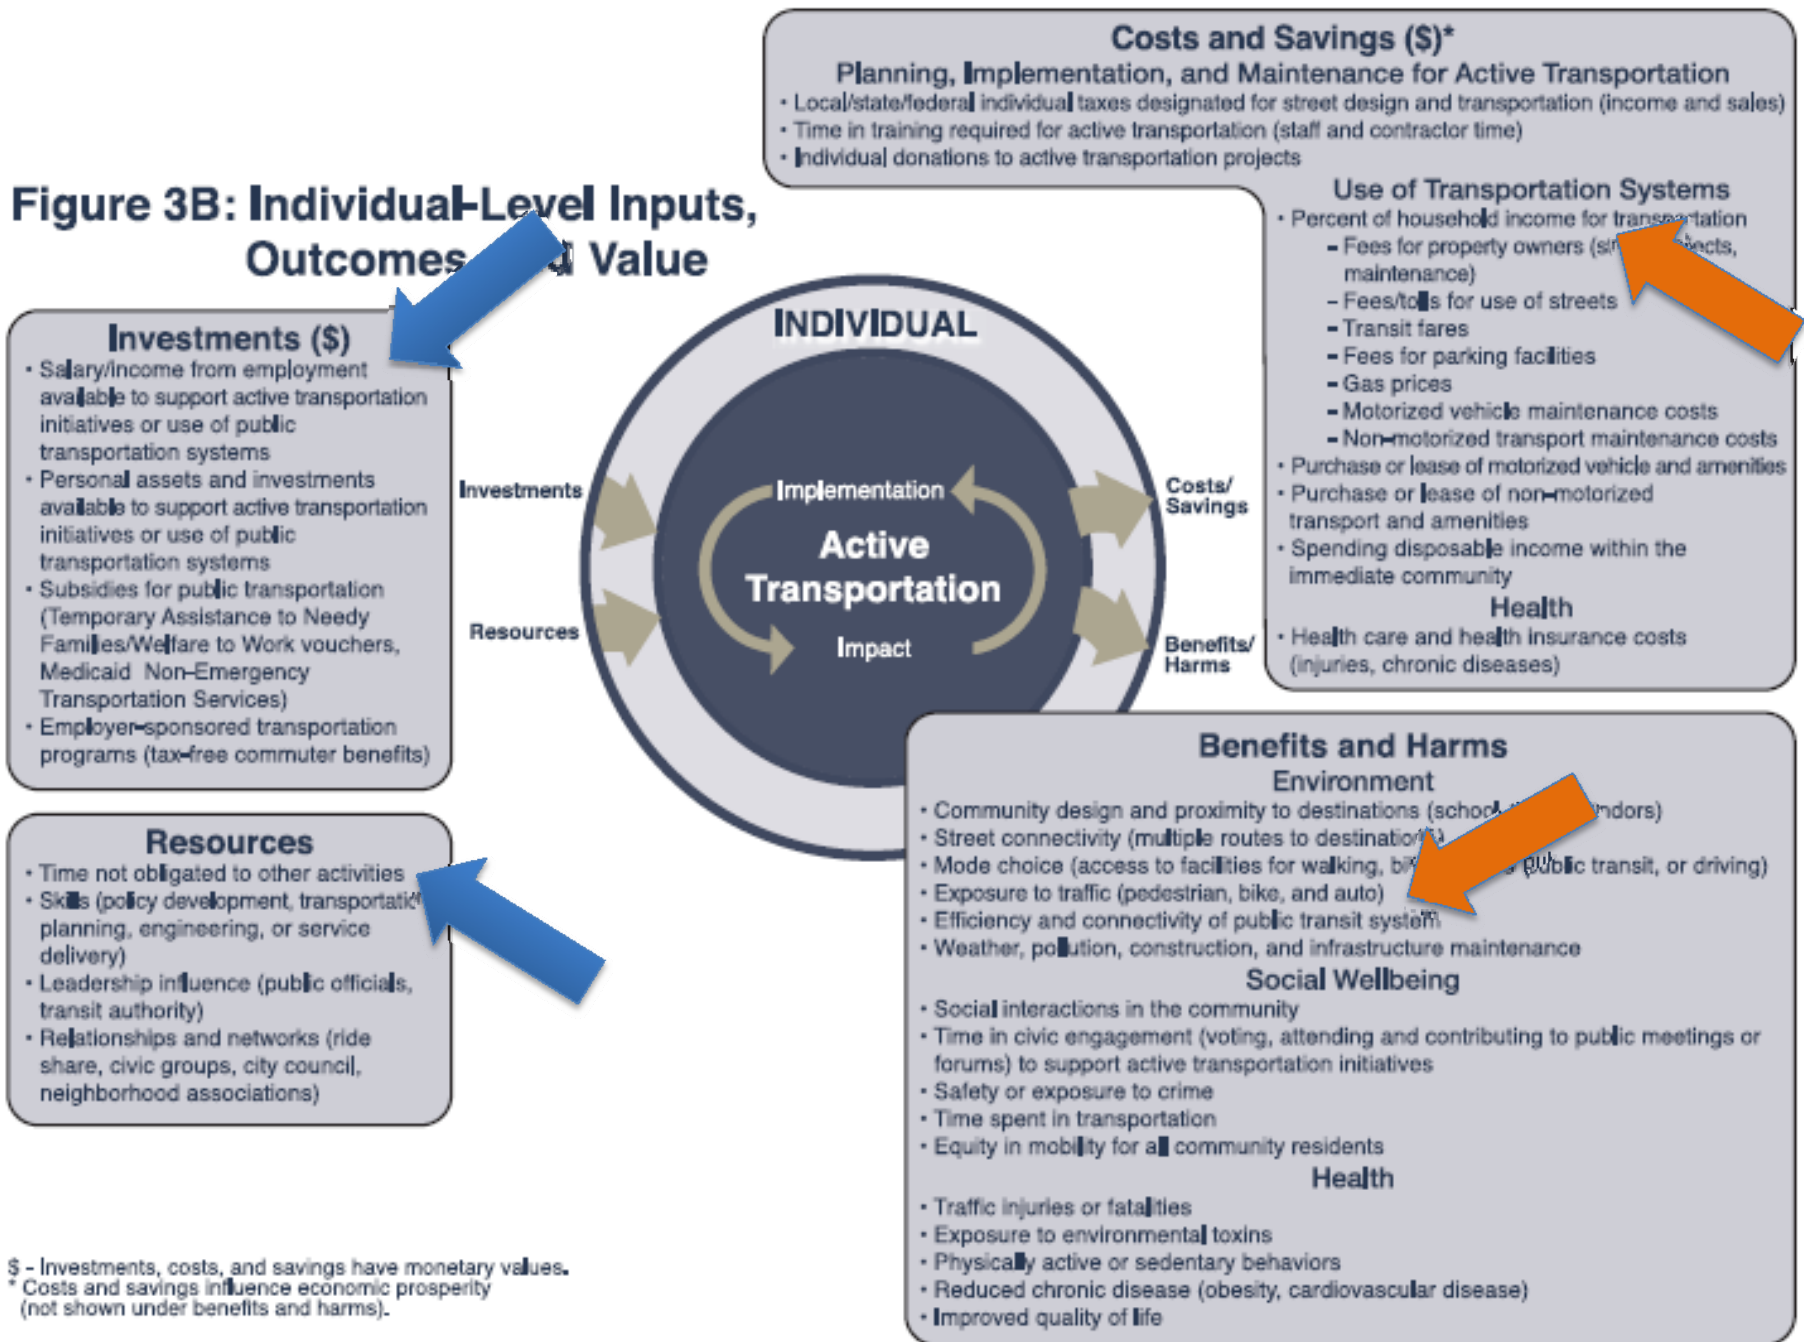 Figure 3B: Individual-Level Inputs,
Outcomes Value
Investments ($)
• Salary/income from employment
available to support active transportation
initiatives or use of public
transportation systems
• Personal assets and investments
available to support active transportation
initiatives or use of public
transportation systems
• Subsidies for public transportation
(Temporary Assistance to Needy
Families/Welfare to Work vouchers,
Medicaid Non-Emergency
Transportation Services)
• Employer-sponsored transportation
programs (tax-free commuter benefits)
Resources
• Time not obligated to other activities
• Skills (policy development, transportation
planning, engineering, or service
delivery)
• Leadership influence (public officials,
transit authority)
• Relationships and networks (ride
share, civic groups, city council,
neighborhood associations)
$ - Investments, costs, and savings have monetary values.
* Costs and savings influence economic prosperity
(not shown under benefits and harms).
INDIVIDUAL
Investments
Resources
Implementation
Active
Transportation
Impact
Costs/
Savings
Benefits/
Harms
Costs and Savings ($)*
Planning, Implementation, and Maintenance for Active Transportation
• Local/state/federal individual taxes designated for street design and transportation (income and sales)
• Time in training required for active transportation (staff and contractor time)
• Individual donations to active transportation projects
Use of Transportation Systems
• Percent of household income for transportation
– Fees for property owners
maintenance)
– Fees/tolls for use of streets
– Transit fares
– Fees for parking facilities
– Gas prices
– Motorized vehicle maintenance costs
– Non-motorized transport maintenance costs
• Purchase or lease of motorized vehicle and amenities
• Purchase or lease of non-motorized
transport and amenities
• Spending disposable income within the
immediate community
Health
• Health care and health insurance costs
(injuries, chronic diseases)
Benefits and Harms
Environment
• Community design and proximity to destinations
• Street connectivity (multiple routes to destinations)
• Mode choice (access to facilities for walking, public transit, or driving)
• Exposure to traffic (pedestrian, bike, and auto)
• Efficiency and connectivity of public transit system
• Weather, pollution, construction, and infrastructure maintenance
Social Wellbeing
• Social interactions in the community
• Time in civic engagement (voting, attending and contributing to public meetings or
forums) to support active transportation initiatives
• Safety or exposure to crime
• Time spent in transportation
• Equity in mobility for all community residents
Health
• Traffic injuries or fatalities
• Exposure to environmental toxins
• Physically active or sedentary behaviors
• Reduced chronic disease (obesity, cardiovascular disease)
• Improved quality of life